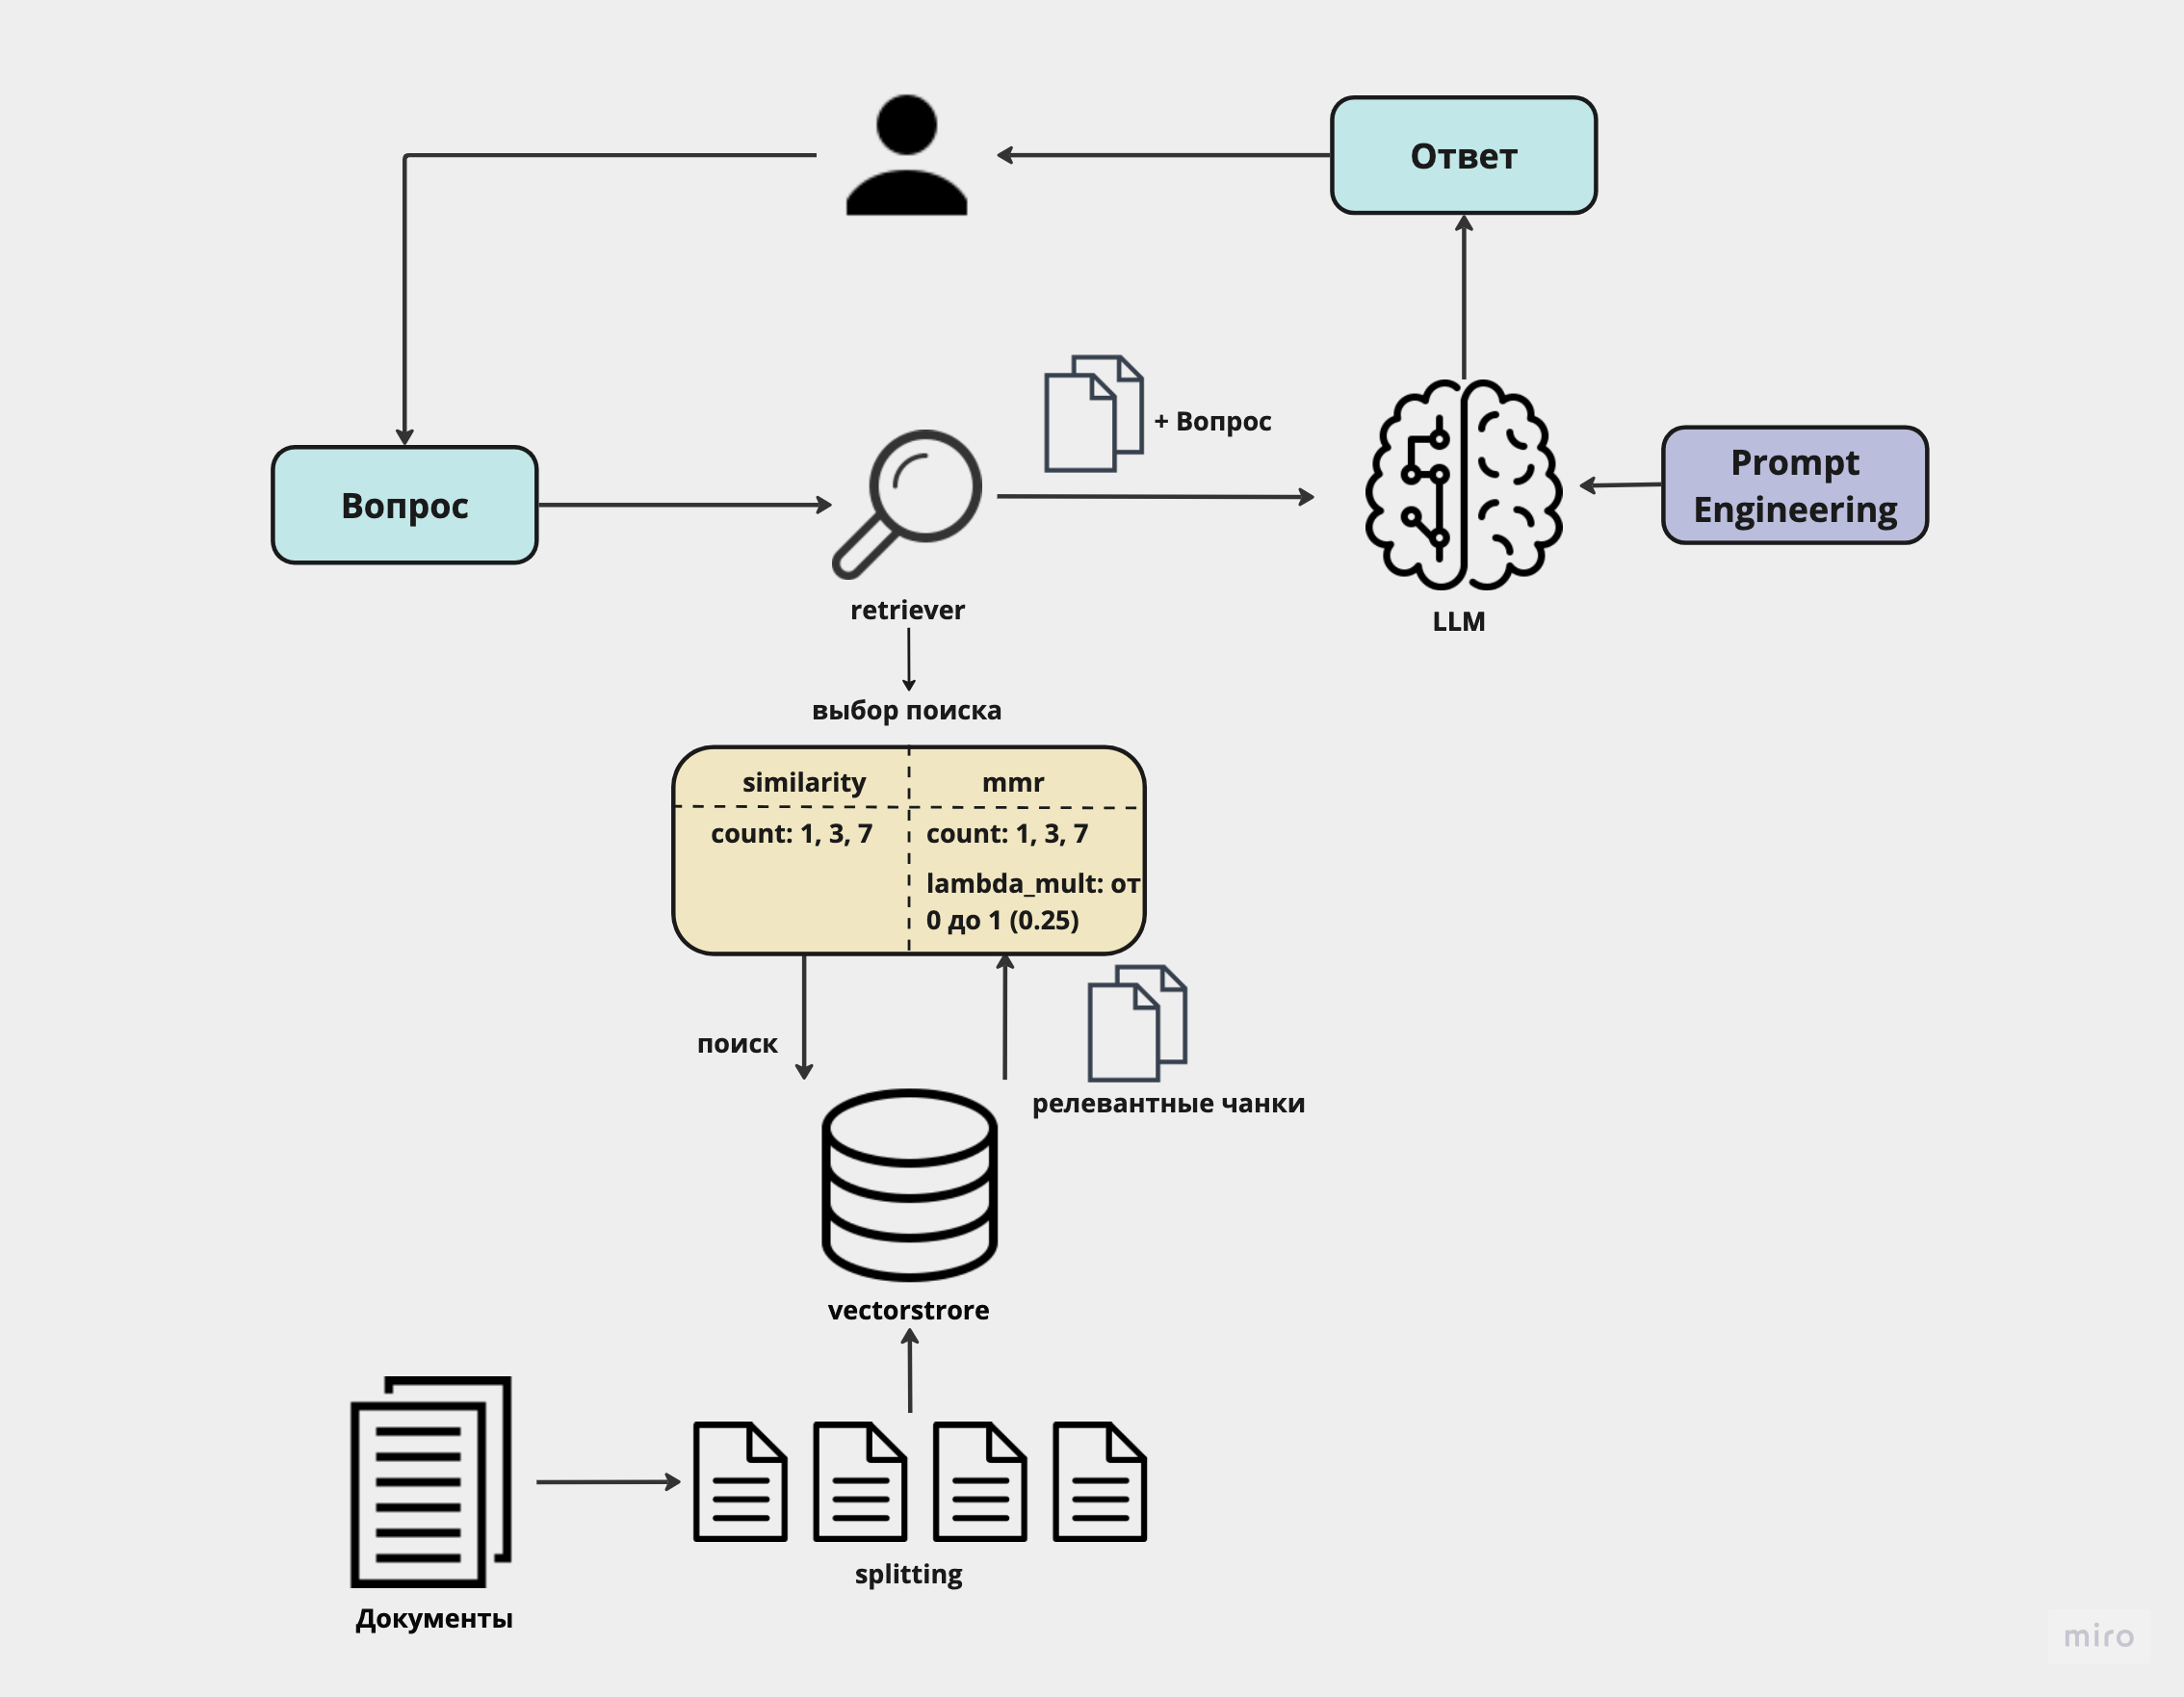 Ответ
+ Вопрос
Вопрос
Prompt
Engineering
retriever
LLM
выбор поиска
similarity
mmr
count: 1, 3, 7
count: 1, 3, 7
lambda_mult: от
0 до 1 (0.25)
поиск
релевантные чанки
vectorstrore
splitting
Документы
miro